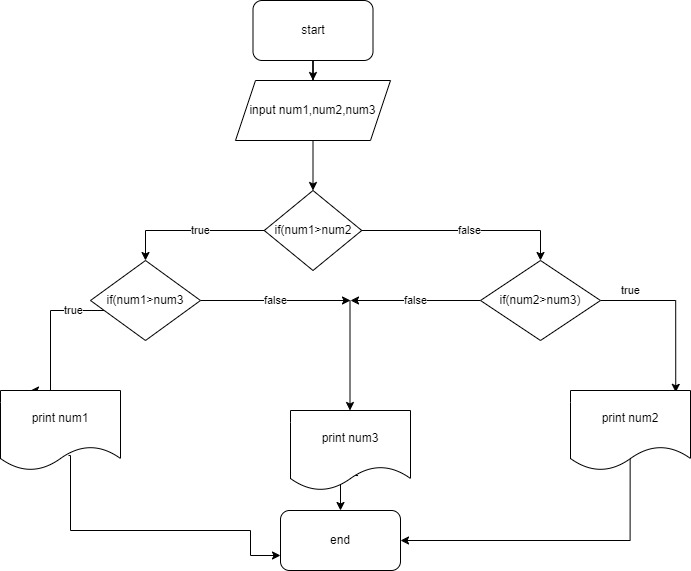 start
input num1,num2,num3
if(num1>num2
true
false
if(num1>num3
false
false
if(num2>num3)
true
true
print num1
print num3
print num2
end